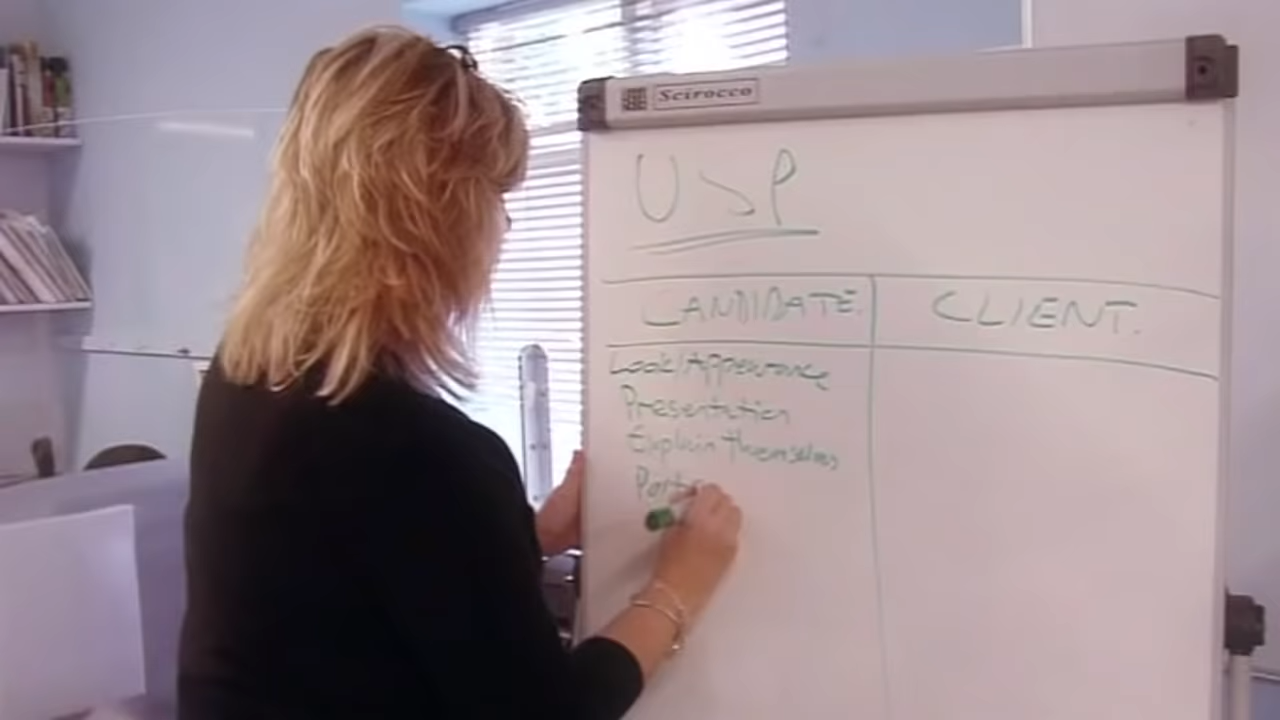 Scirocco
USP
CANDIDATE. CLIENT.
Look/Appearance
Presentation
Explain themselves